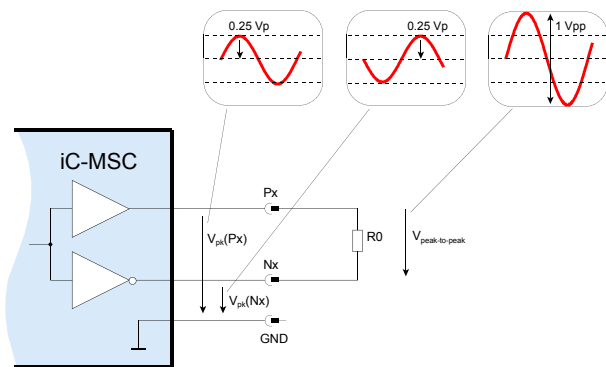 0.25 Vp
0.25 Vp
1 Vpp
iC-MSC
Px
Vpk(Px)
R0
Vpeak-to-peak
Nx
Vpk(Nx)
GND